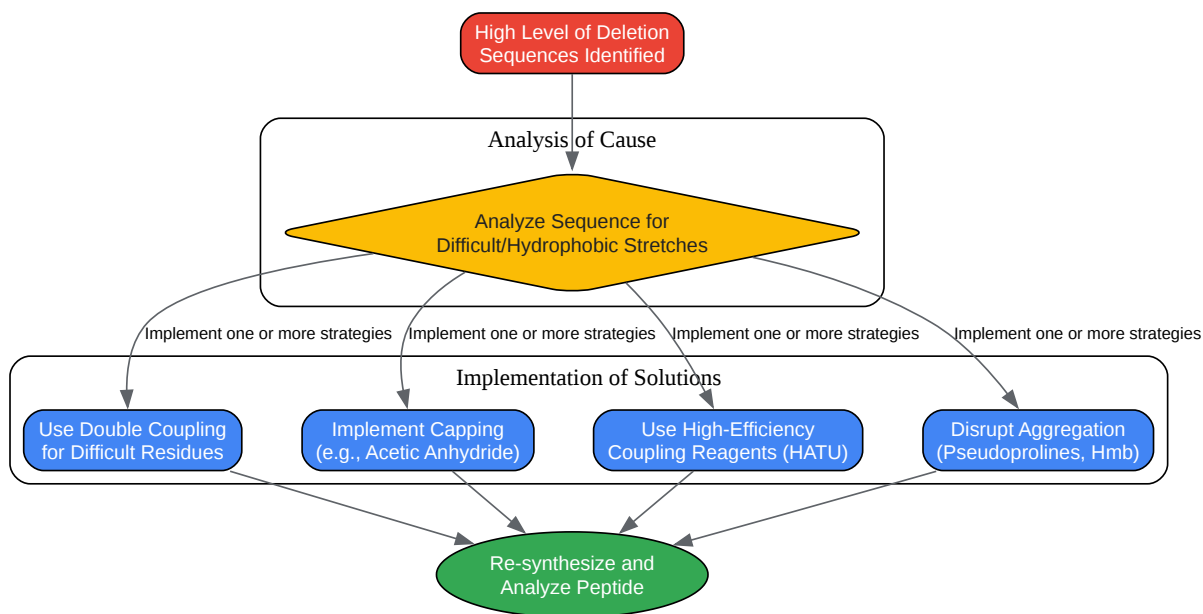 High Level of Deletion
Sequences Identified
Analysis of Cause
Analyze Sequence for
Difficult/Hydrophobic Stretches
Implement one or more strategies
Implement one or more strategies
Implement one or more strategies
Implement one or more strategies
Implementation of Solutions
Use Double Coupling
for Difficult Residues
Implement Capping
(e.g., Acetic Anhydride)
Use High-Efficiency
Coupling Reagents (HATU)
Disrupt Aggregation
(Pseudoprolines, Hmb)
Re-synthesize and
Analyze Peptide